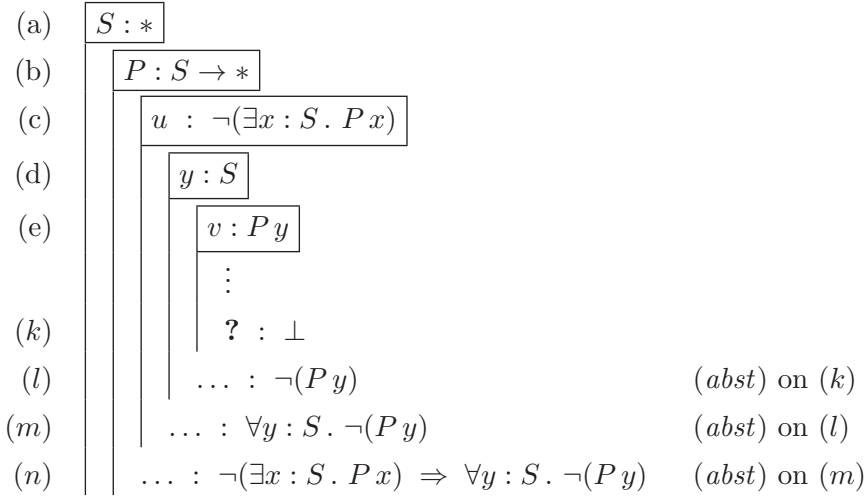 (a) S : ∗
(b) P : S → ∗
(c) u : ¬(∃x : S . P x)
(d) y : S
(e) v : P y
⋮
(k) ? : ⊥
(l) … : ¬(P y) (abst) on (k)
(m) … : ∀y : S . ¬(P y) (abst) on (l)
(n) … : ¬(∃x : S . P x) ⇒ ∀y : S . ¬(P y) (abst) on (m)